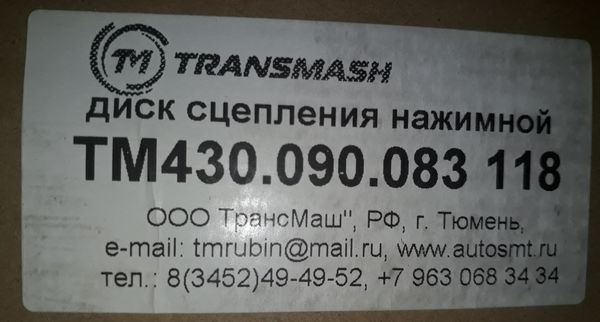 TM TRANSMASH
диск сцепления нажимной
ТМ430.090.083 118
ООО ТрансМаш", РФ, г. Тюмень,
e-mail: tmrubin@mail.ru, www.autosmt.ru
тел.: 8(3452)49-49-52, +7 963 068 34 34